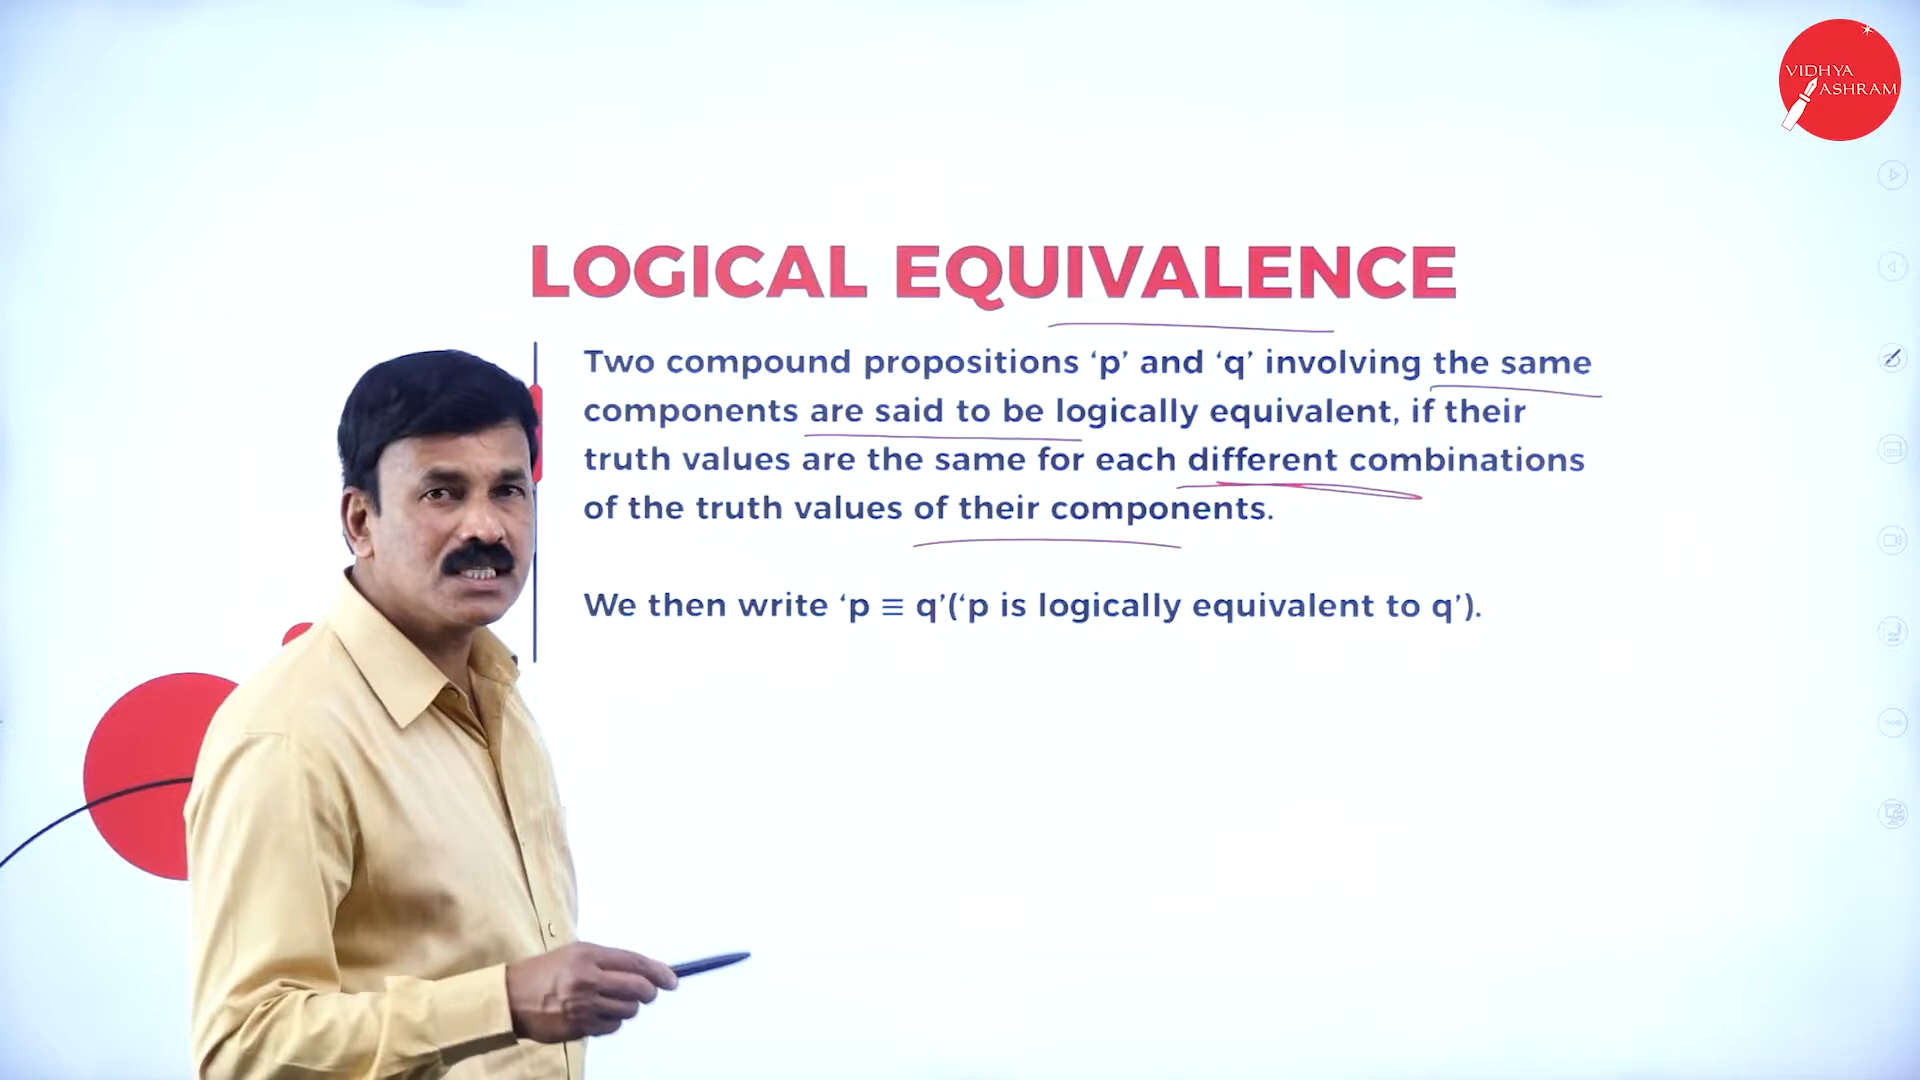 VIDHYA
ASHRAM
LOGICAL EQUIVALENCE
Two compound propositions ‘p’ and ‘q’ involving the same
components are said to be logically equivalent, if their
truth values are the same for each different combinations
of the truth values of their components.
We then write ‘p ≡ q’(‘p is logically equivalent to q’).